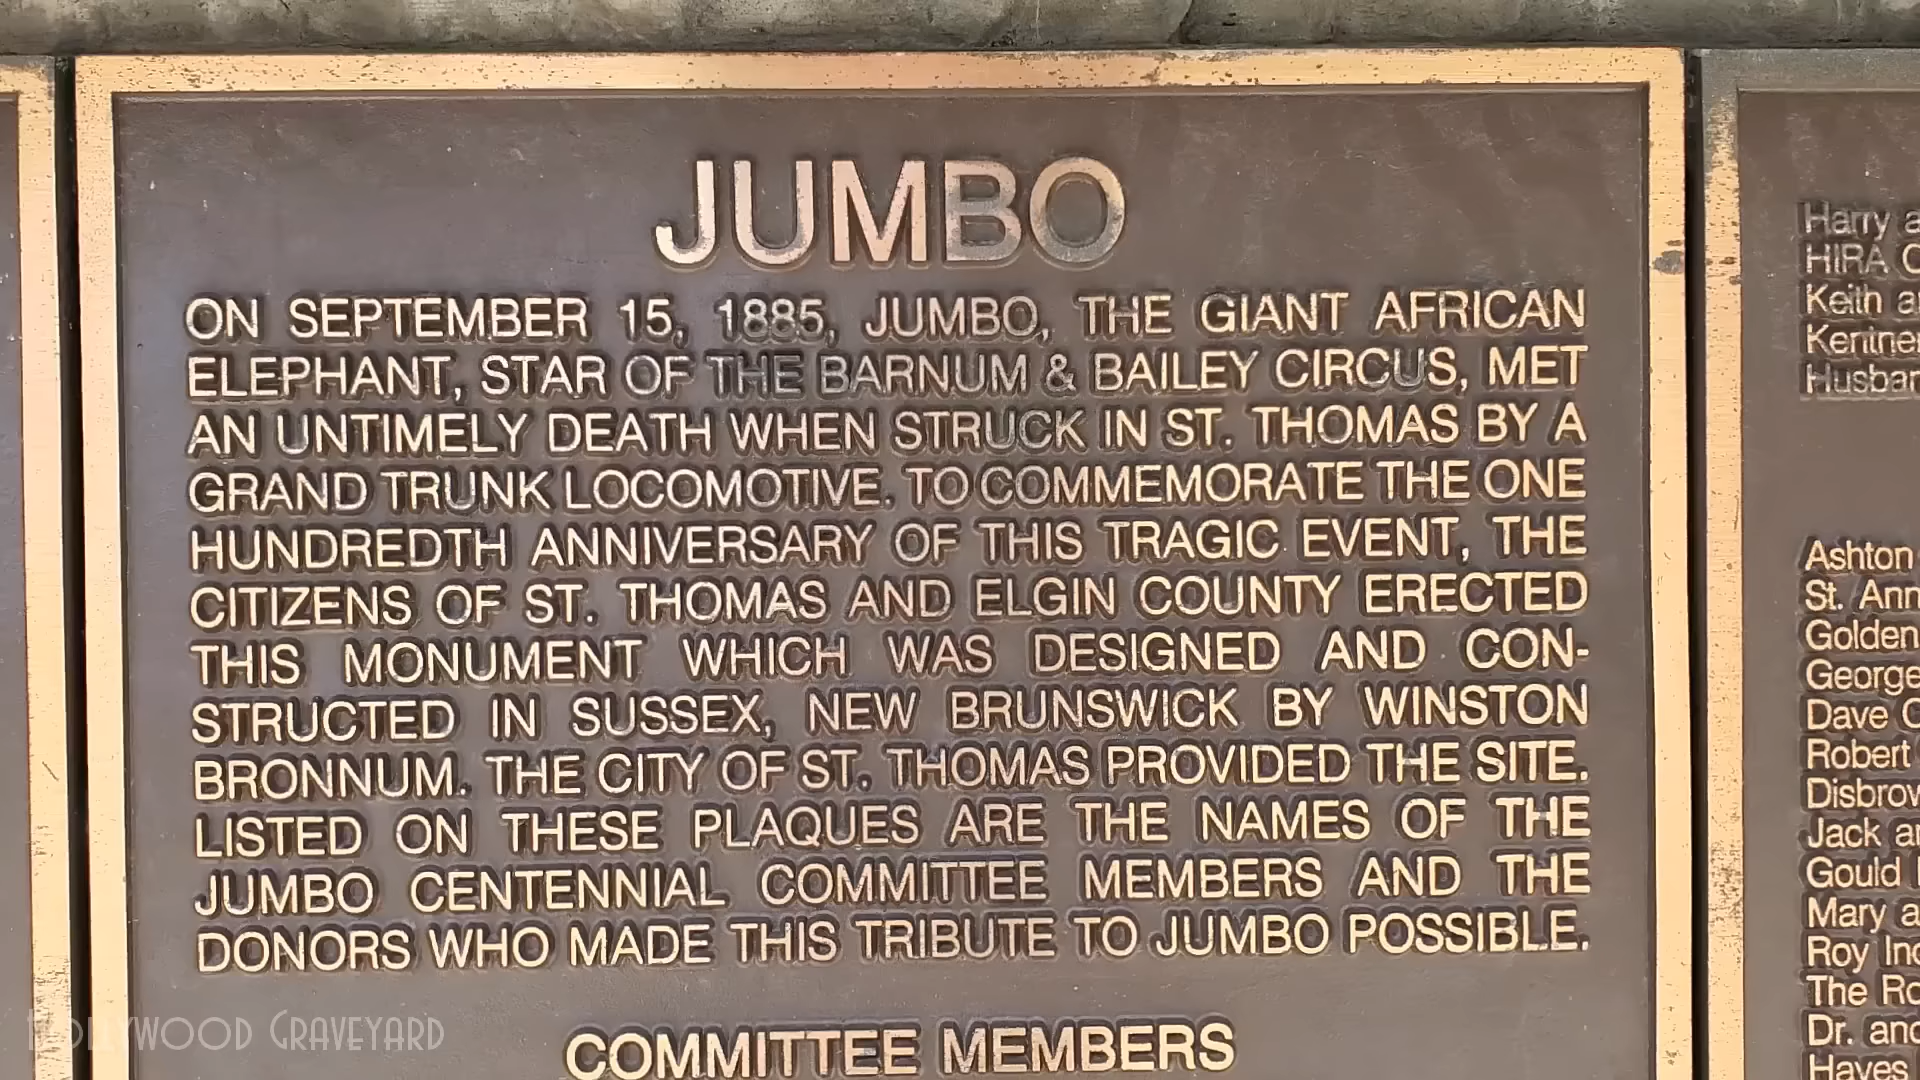 JUMBO
ON SEPTEMBER 15, 1885, JUMBO, THE GIANT AFRICAN
ELEPHANT, STAR OF THE BARNUM & BAILEY CIRCUS, MET
AN UNTIMELY DEATH WHEN STRUCK IN ST. THOMAS BY A
GRAND TRUNK LOCOMOTIVE. TO COMMEMORATE THE ONE
HUNDREDTH ANNIVERSARY OF THIS TRAGIC EVENT, THE
CITIZENS OF ST. THOMAS AND ELGIN COUNTY ERECTED
THIS MONUMENT WHICH WAS DESIGNED AND CON-
STRUCTED IN SUSSEX, NEW BRUNSWICK BY WINSTON
BRONNUM. THE CITY OF ST. THOMAS PROVIDED THE SITE.
LISTED ON THESE PLAQUES ARE THE NAMES OF THE
JUMBO CENTENNIAL COMMITTEE MEMBERS AND THE
DONORS WHO MADE THIS TRIBUTE TO JUMBO POSSIBLE.
COMMITTEE MEMBERS
Harry
HIRA
Keith
Ashton
St. Ann
Golden
George
Dave
Robert
Jack
Gould
Mary
Roy
The
Dr. and
Hayes
HOLLYWOOD GRAVEYARD